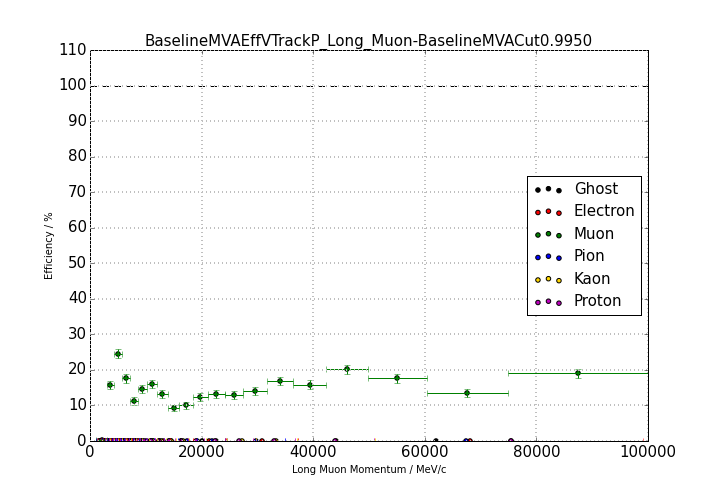 BaselineMVAEffVTrackP_Long_Muon-BaselineMVACut0.9950
110
100
90
80
70
60
50
40
30
20
10
0
Efficiency / %
Ghost
Electron
Muon
Pion
Kaon
Proton
0 20000 40000 60000 80000 100000
Long Muon Momentum / MeV/c